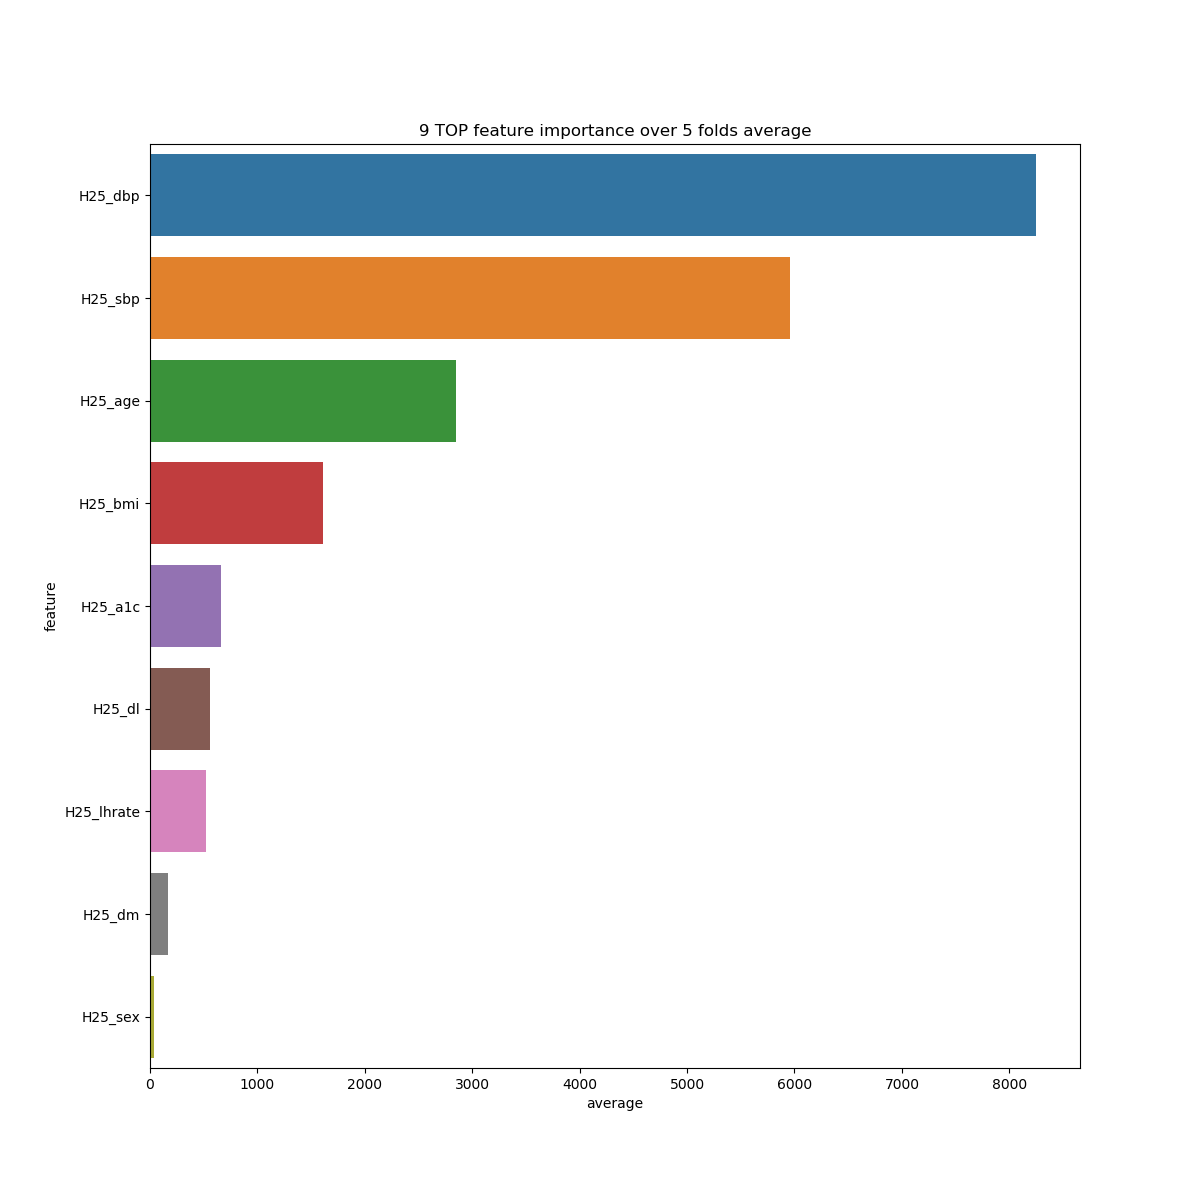 9 TOP feature importance over 5 folds average
H25_dbp
H25_sbp
H25_age
H25_bmi
H25_a1c
H25_dl
H25_lhrate
H25_dm
H25_sex
feature
0 1000 2000 3000 4000 5000 6000 7000 8000
average